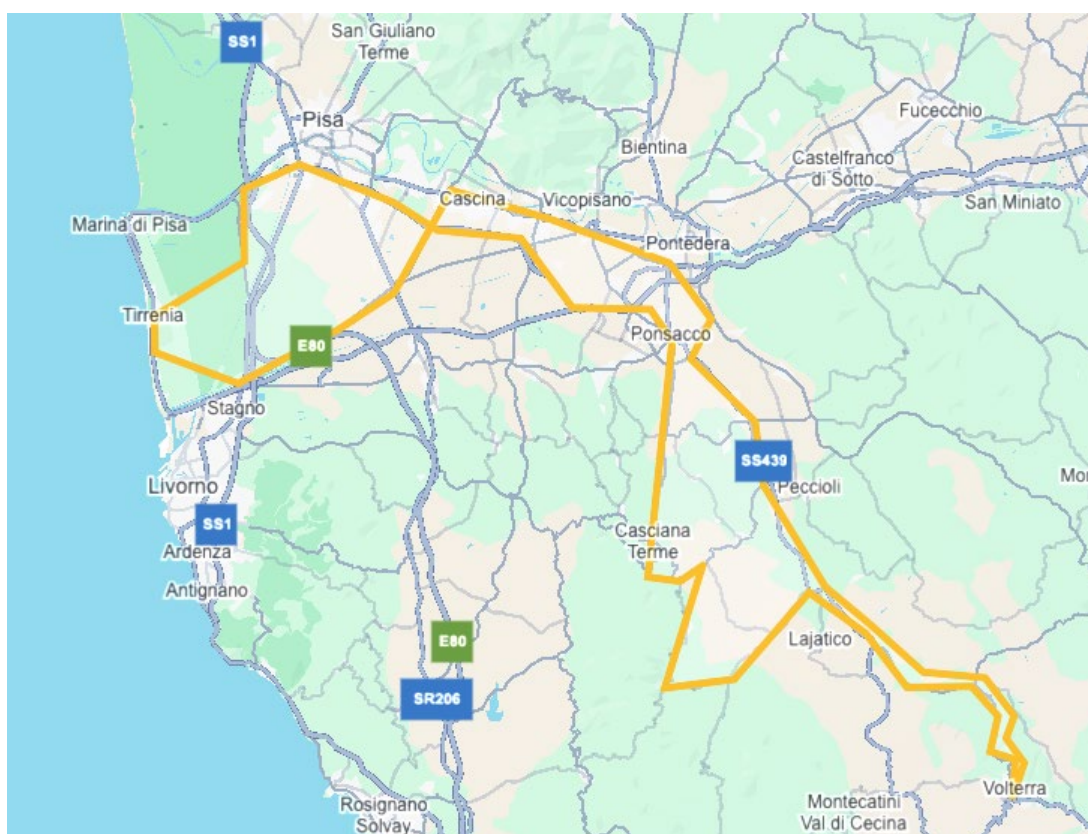 SS1
San Giuliano
Terme
Pisa
Fucecchio
Bientina
Castelfranco
di Sotto
San Miniato
Cascina
Vicopisano
Marina di Pisa
Pontedera
Tirrenia
Ponsacco
E80
Stagno
SS439
Livorno
Peccioli
SS1
Casciana
Terme
Ardenza
Antignano
E80
Lajatico
SR206
Volterra
Rosignano
Solvay
Montecatini
Val di Cecina